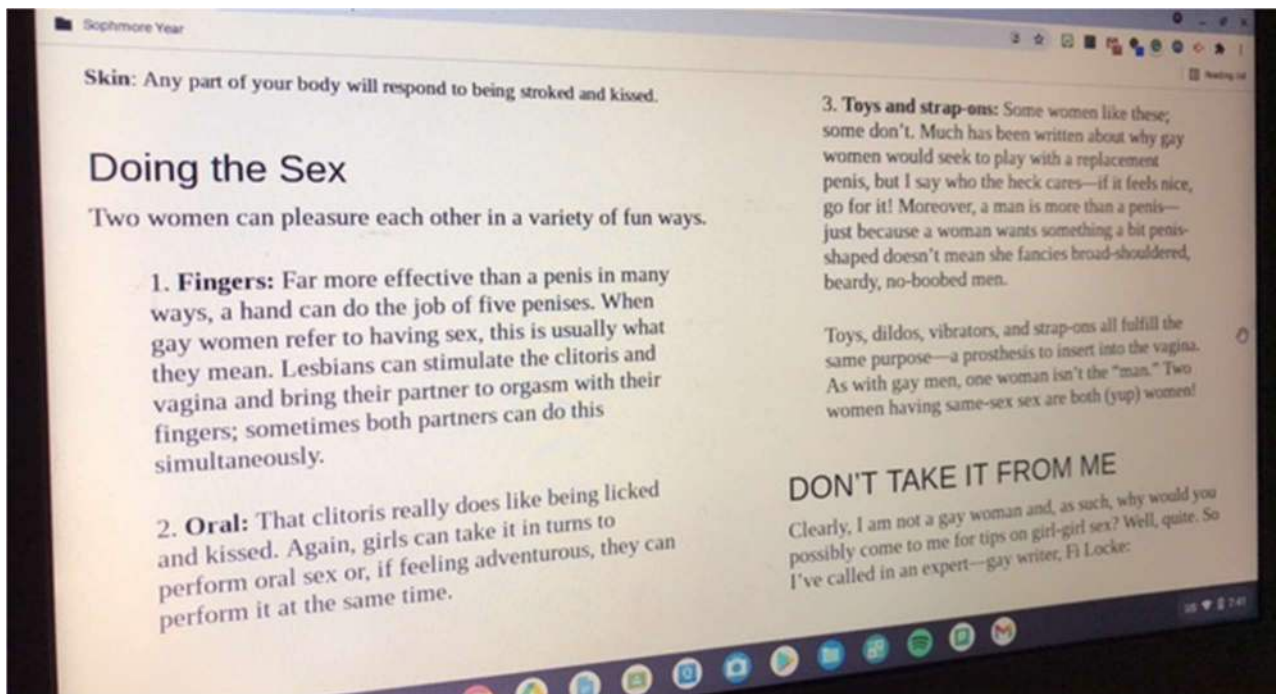 Sophmore Year
Reading list
Skin: Any part of your body will respond to being stroked and kissed.
Doing the Sex
Two women can pleasure each other in a variety of fun ways.
1. Fingers: Far more effective than a penis in many
ways, a hand can do the job of five penises. When
gay women refer to having sex, this is usually what
they mean. Lesbians can stimulate the clitoris and
vagina and bring their partner to orgasm with their
fingers; sometimes both partners can do this
simultaneously.
2. Oral: That clitoris really does like being licked
and kissed. Again, girls can take it in turns to
perform oral sex or, if feeling adventurous, they can
perform it at the same time.
3. Toys and strap-ons: Some women like these;
some don't. Much has been written about why gay
women would seek to play with a replacement
penis, but I say who the heck cares—if it feels nice,
go for it! Moreover, a man is more than a penis—
just because a woman wants something a bit penis-
shaped doesn't mean she fancies broad-shouldered,
beardy, no-boobed men.
Toys, dildos, vibrators, and strap-ons all fulfill the
same purpose—a prosthesis to insert into the vagina.
As with gay men, one woman isn't the "man." Two
women having same-sex sex are both (yup) women!
DON'T TAKE IT FROM ME
Clearly, I am not a gay woman and, as such, why would you
possibly come to me for tips on girl-girl sex? Well, quite. So
I've called in an expert—gay writer, Fi Locke:
US 7:41